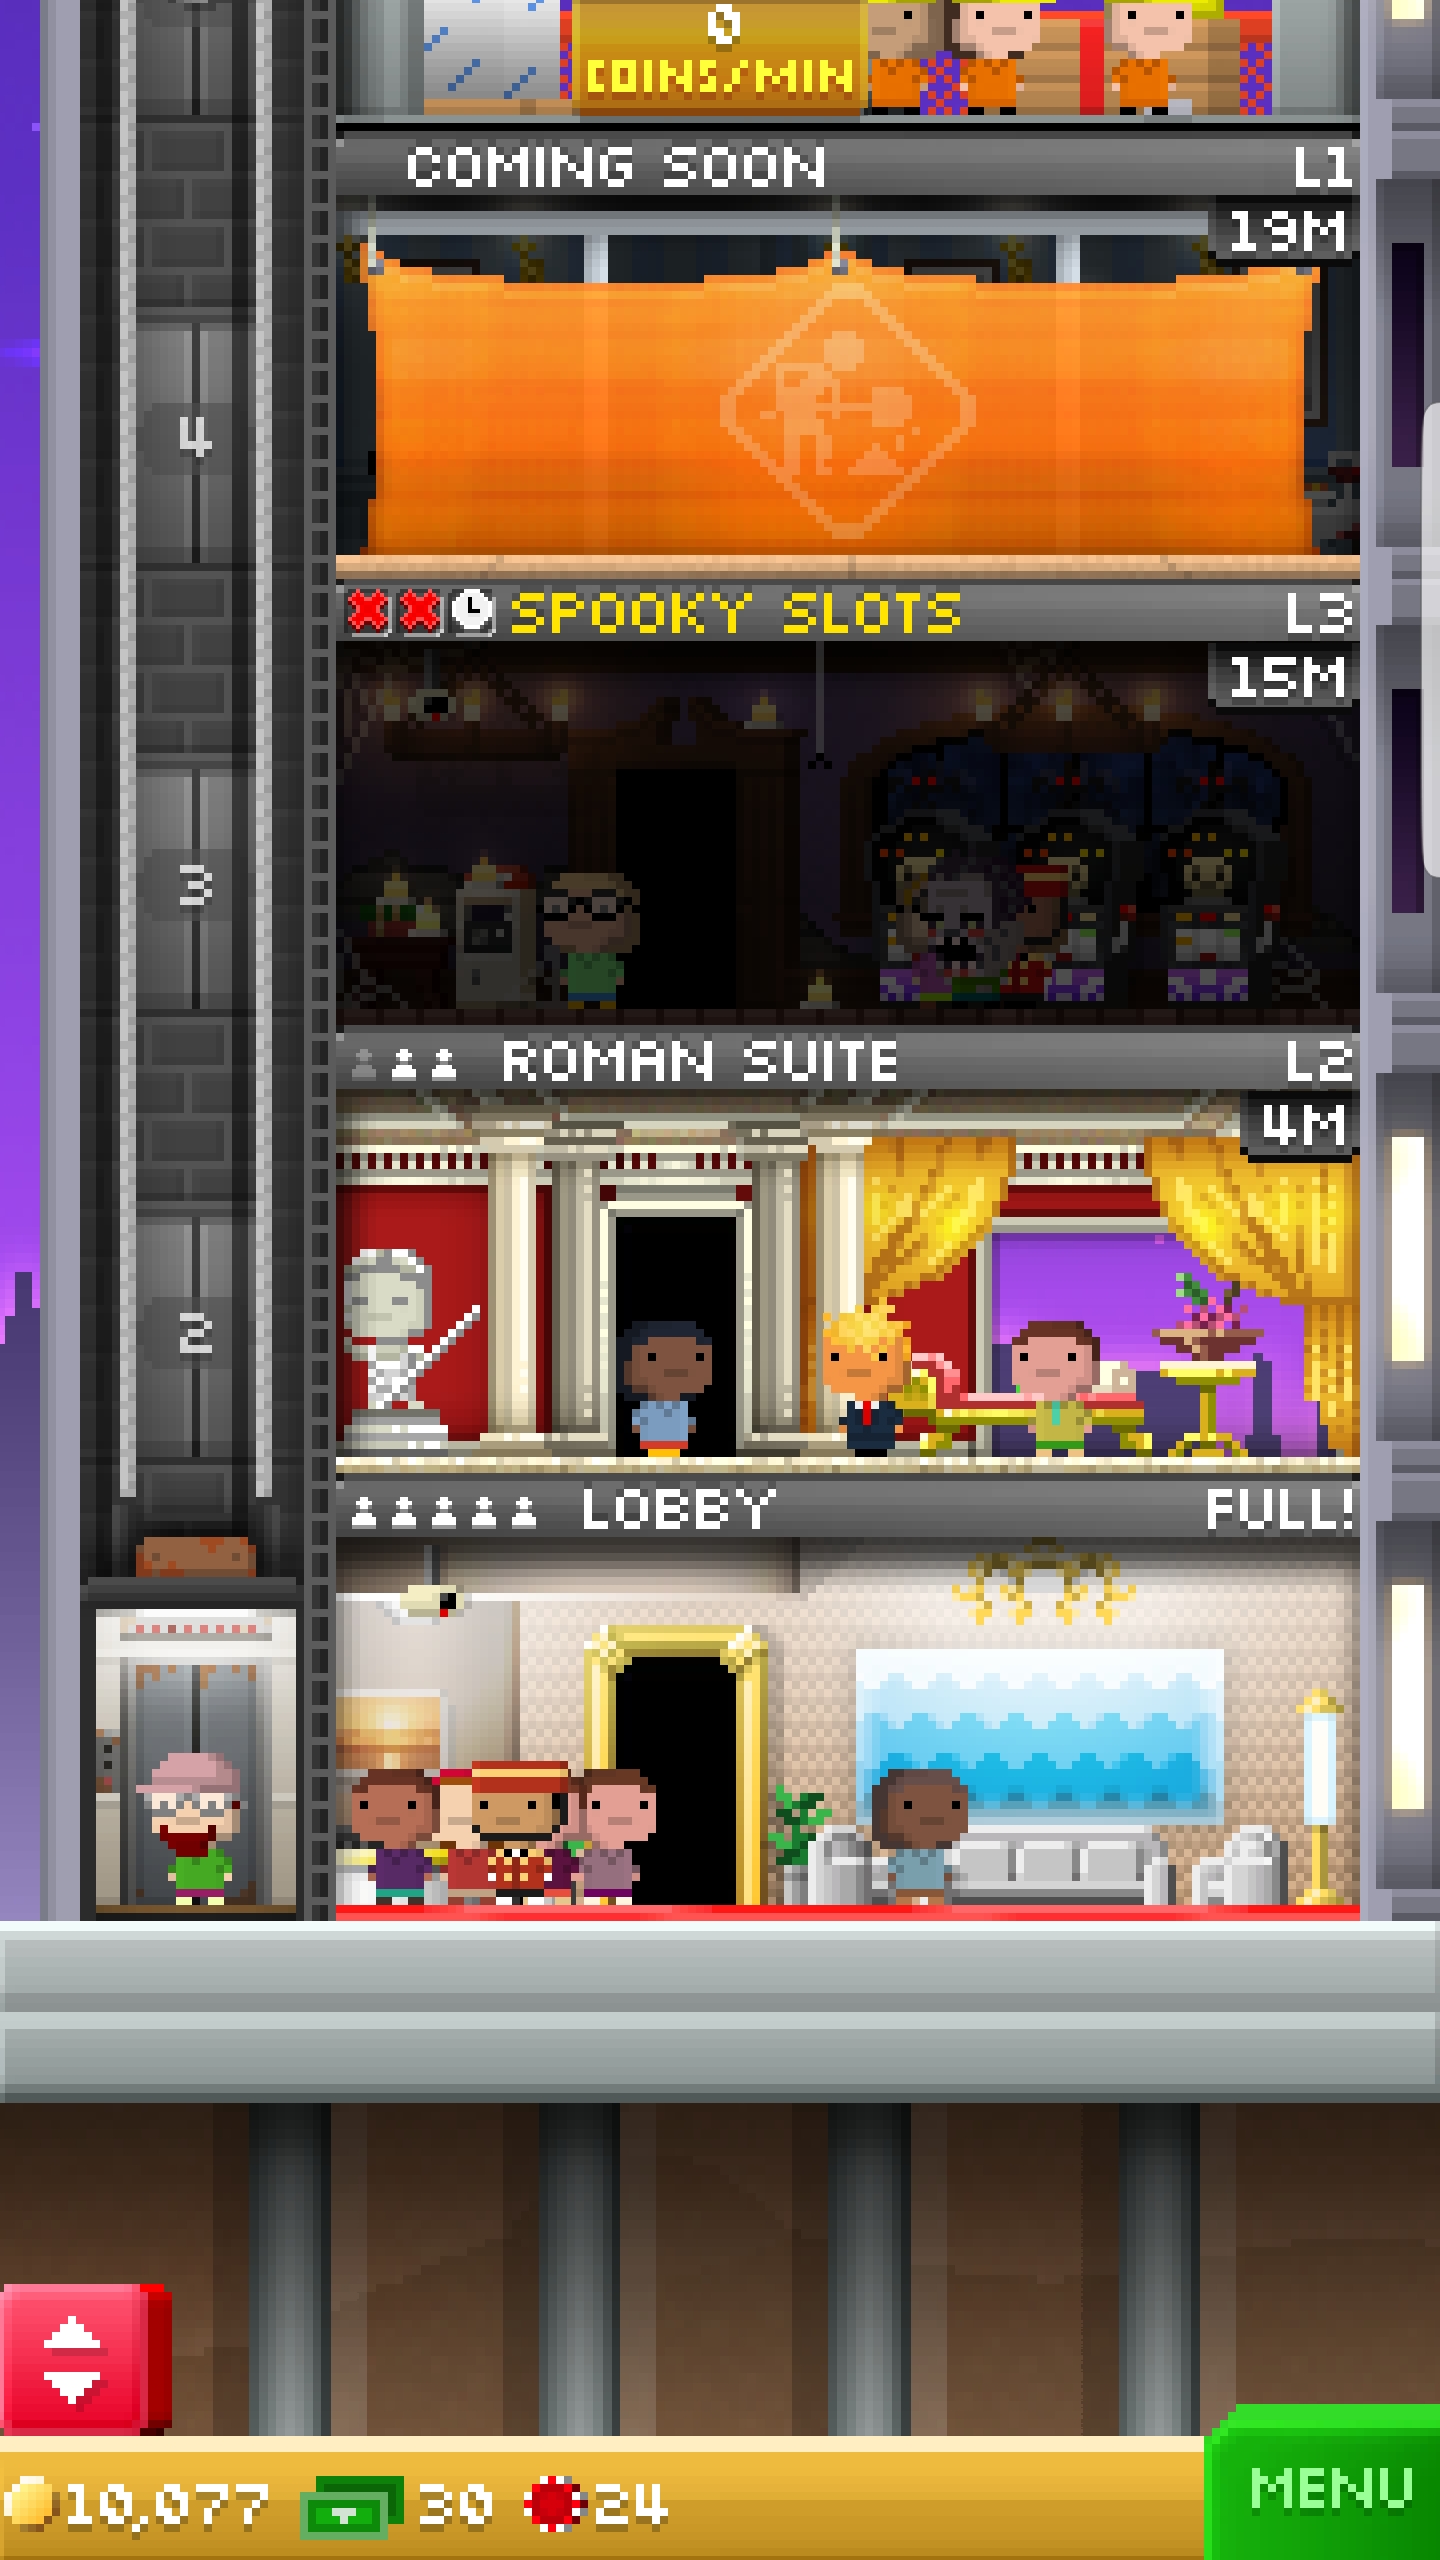 0
COINS/MIN
COMING SOON L1
19M
4
SPOOKY SLOTS L3
15M
3
ROMAN SUITE L2
4M
2
LOBBY FULL!
10,077 30 24
MENU